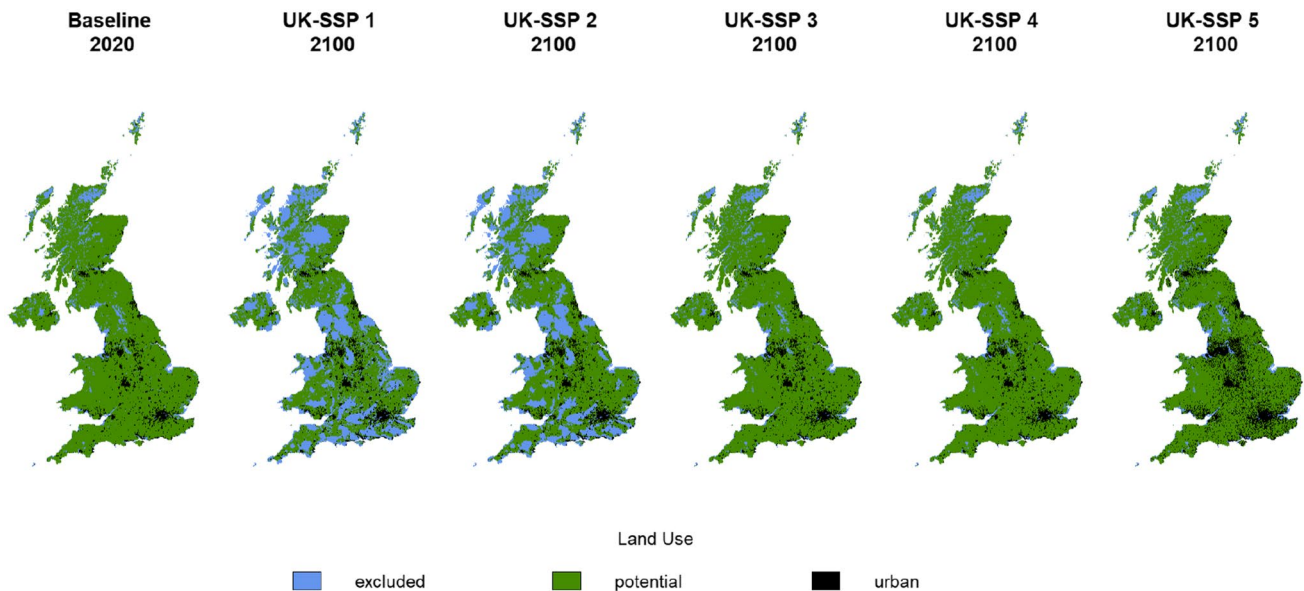 Baseline
2020
UK-SSP 1
2100
UK-SSP 2
2100
UK-SSP 3
2100
UK-SSP 4
2100
UK-SSP 5
2100
Land Use
excluded
potential
urban